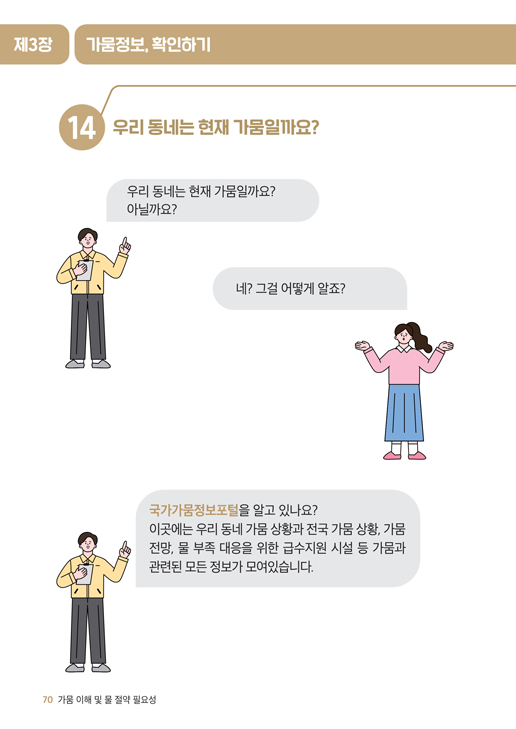 제3장
가뭄정보, 확인하기
14
우리 동네는 현재 가뭄일까요?
우리 동네는 현재 가뭄일까요?
아닐까요?
네? 그걸 어떻게 알죠?
국가가뭄정보포털을 알고 있나요?
이곳에는 우리 동네 가뭄 상황과 전국 가뭄 상황, 가뭄
전망, 물 부족 대응을 위한 급수지원 시설 등 가뭄과
관련된 모든 정보가 모여있습니다.
70 가뭄 이해 및 물 절약 필요성